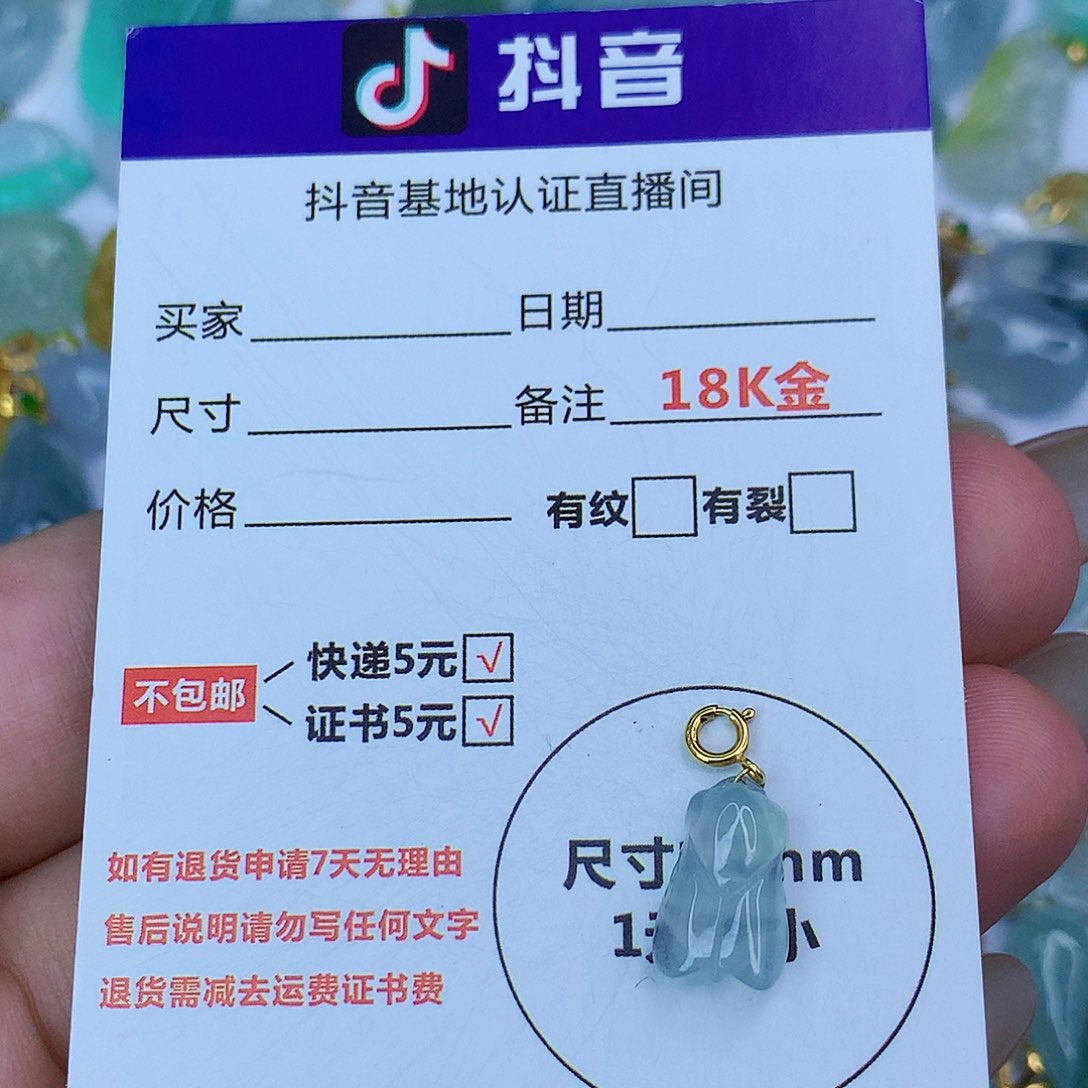 抖音
抖音基地认证直播间
买家 日期
尺寸 备注 18K金
价格 有纹 有裂
不包邮 快递5元 √
证书5元 √
如有退货申请7天无理由
售后说明请勿写任何文字
退货需减去运费证书费
尺寸 mm
1 小